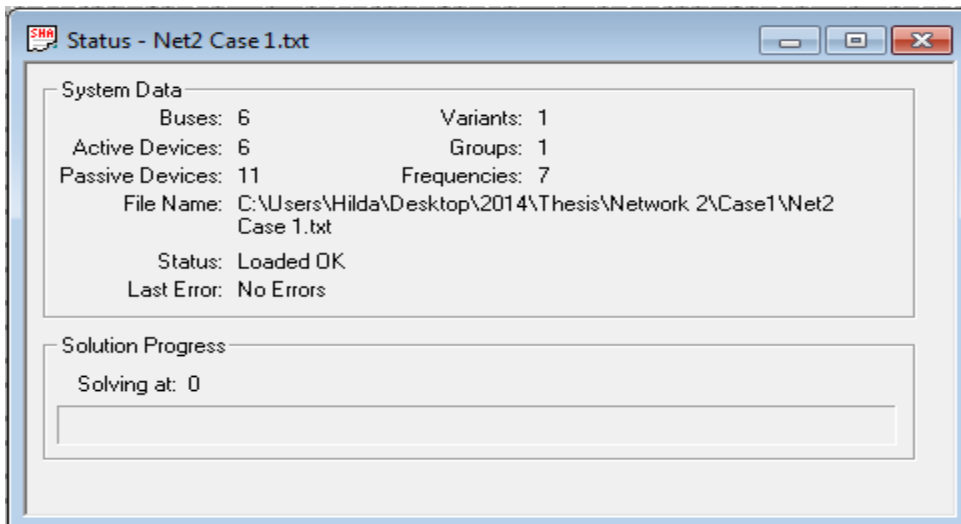 SHA
Status - Net2 Case 1.txt
System Data
Buses: 6 Variants: 1
Active Devices: 6 Groups: 1
Passive Devices: 11 Frequencies: 7
File Name: C:\Users\Hilda\Desktop\2014\Thesis\Network 2\Case1\Net2
Case 1.txt
Status: Loaded OK
Last Error: No Errors
Solution Progress
Solving at: 0